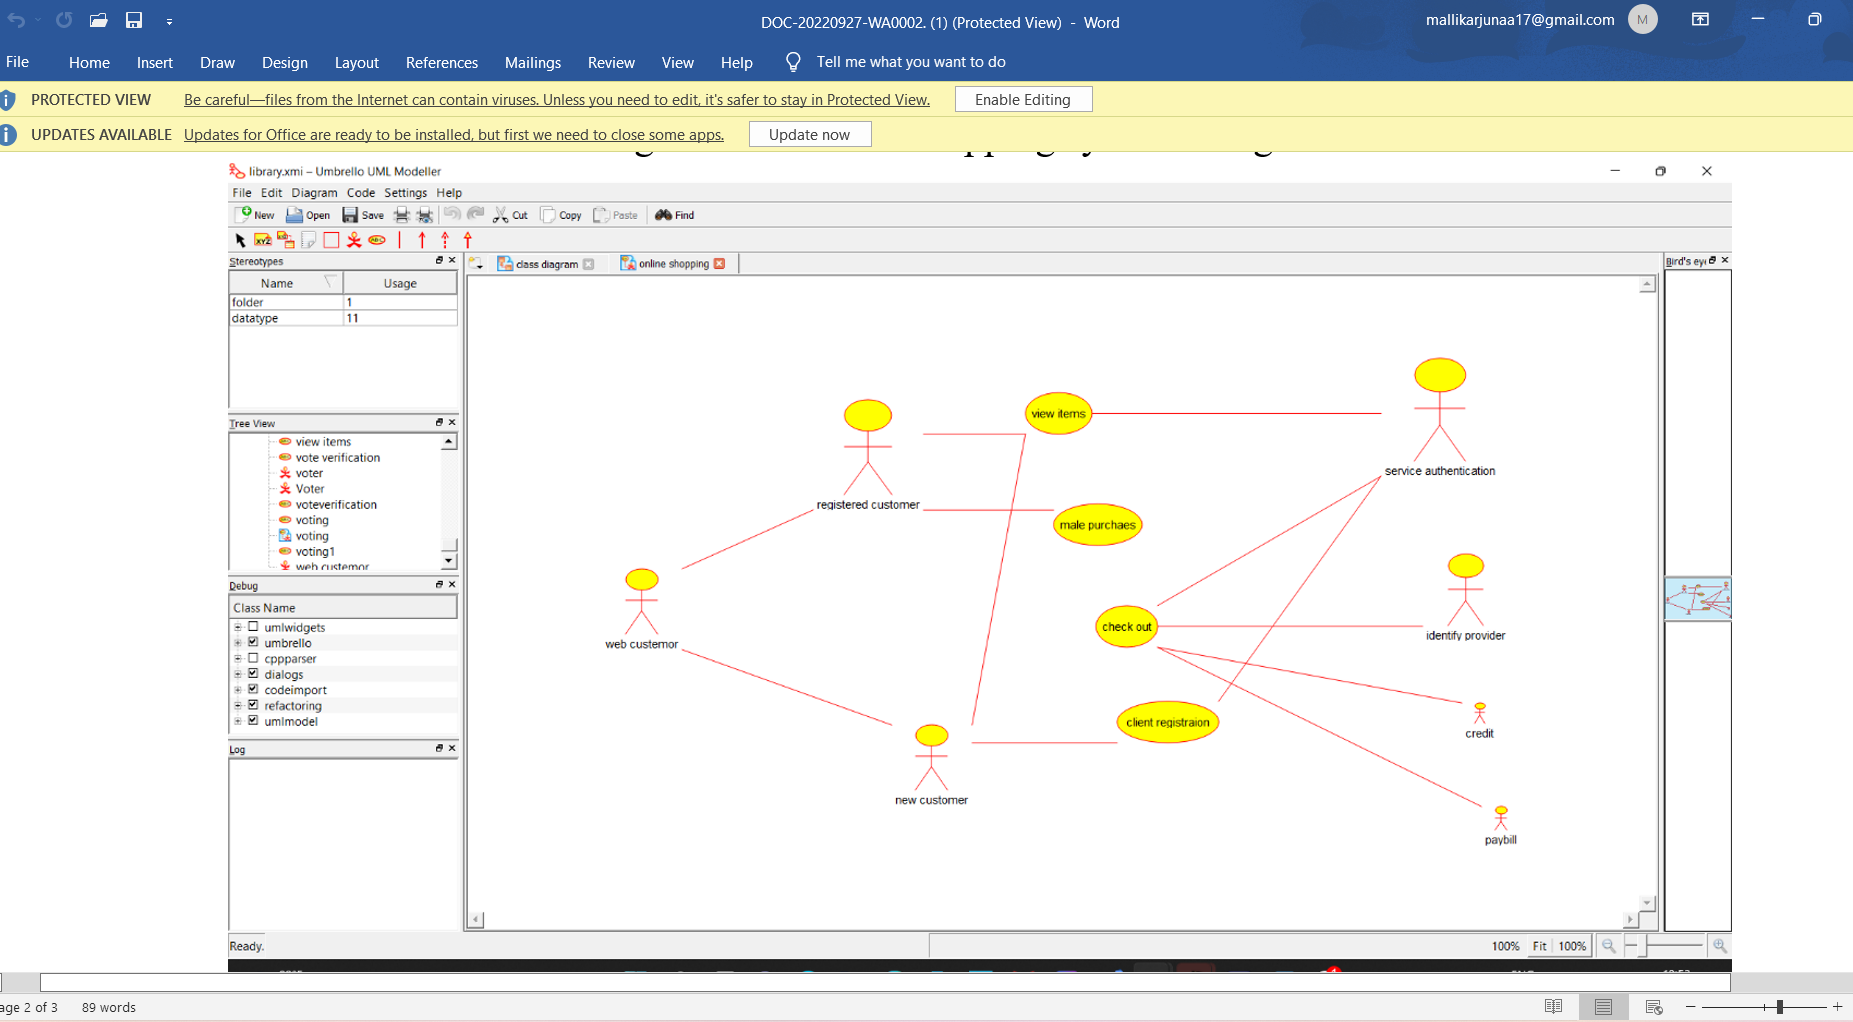 DOC-20220927-WA0002. (1) (Protected View) - Word
mallikarjunaa17@gmail.com
M
File Home Insert Draw Design Layout References Mailings Review View Help Tell me what you want to do
PROTECTED VIEW Be careful—files from the Internet can contain viruses. Unless you need to edit, it's safer to stay in Protected View. Enable Editing
UPDATES AVAILABLE Updates for Office are ready to be installed, but first we need to close some apps. Update now
library.xmi – Umbrello UML Modeller
File Edit Diagram Code Settings Help
New Open Save Cut Copy Paste Find
XYZ ABC
Stereotypes
class diagram online shopping
Bird's eye
Name Usage
folder 1
datatype 11
Tree View
view items
vote verification
voter
Voter
voteverification
voting
voting
voting1
web custemor
Debug
Class Name
umlwidgets
umbrello
cppparser
dialogs
codeimport
refactoring
umlmodel
Log
view items
service authentication
registered customer
male purchaes
web custemor
check out
identify provider
client registraion
credit
new customer
paybill
Ready.
100% Fit 100%
age 2 of 3 89 words